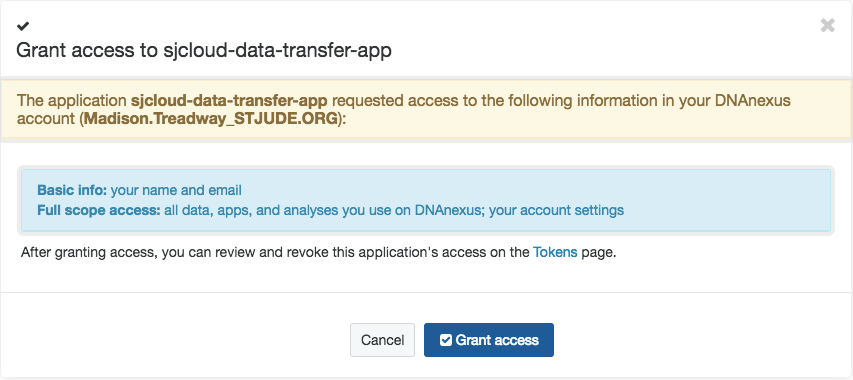 Grant access to sjcloud-data-transfer-app
The application sjcloud-data-transfer-app requested access to the following information in your DNAnexus
account (Madison.Treadway_STJUDE.ORG):
Basic info: your name and email
Full scope access: all data, apps, and analyses you use on DNAnexus; your account settings
After granting access, you can review and revoke this application's access on the Tokens page.
Cancel
Grant access